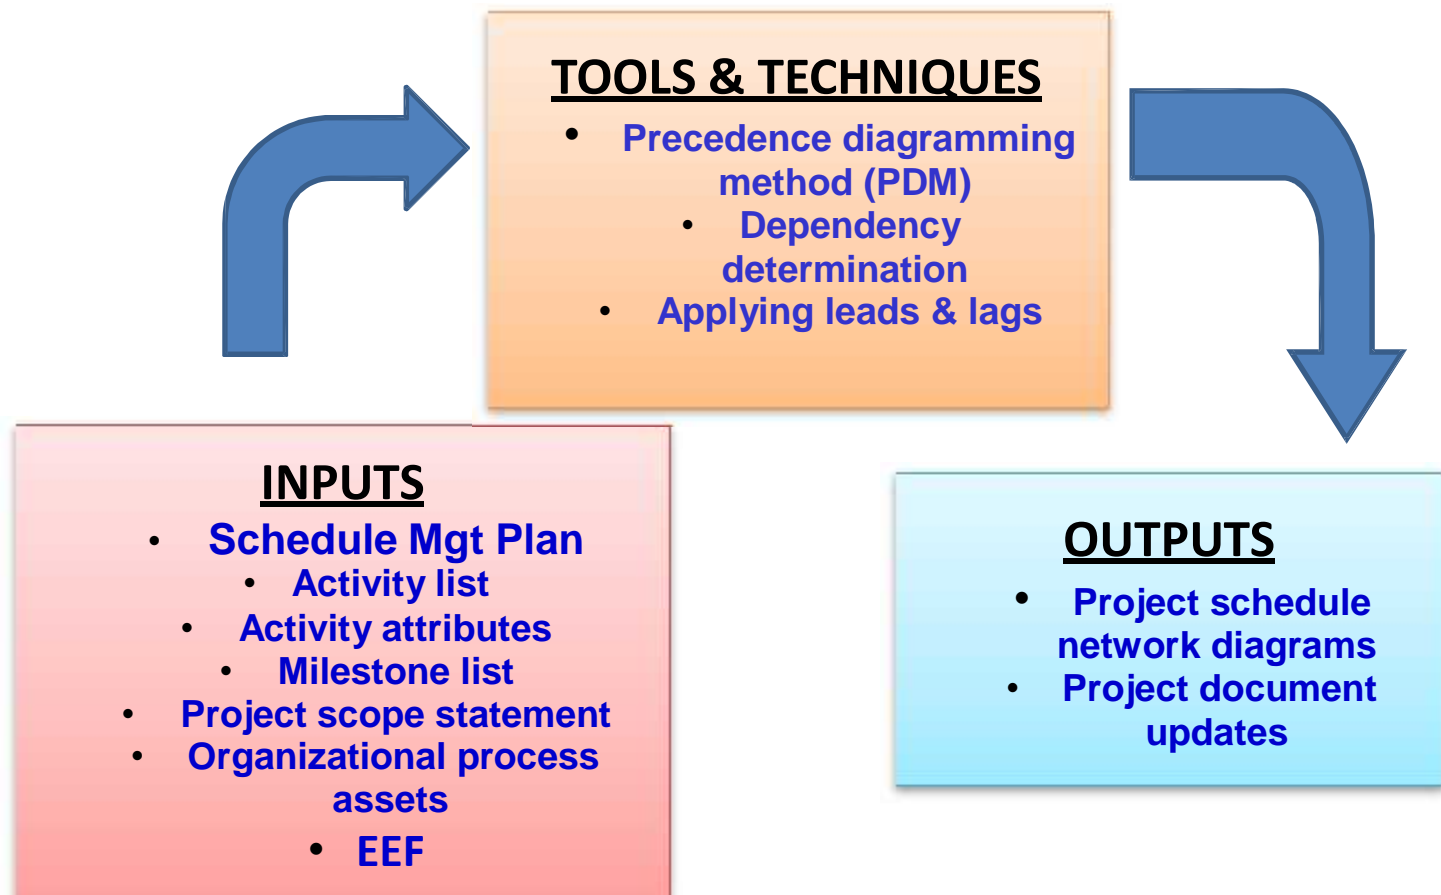 TOOLS & TECHNIQUES
• Precedence diagramming
method (PDM)
• Dependency
determination
• Applying leads & lags
INPUTS
• Schedule Mgt Plan
• Activity list
• Activity attributes
• Milestone list
• Project scope statement
• Organizational process
assets
• EEF
OUTPUTS
• Project schedule
network diagrams
• Project document
updates